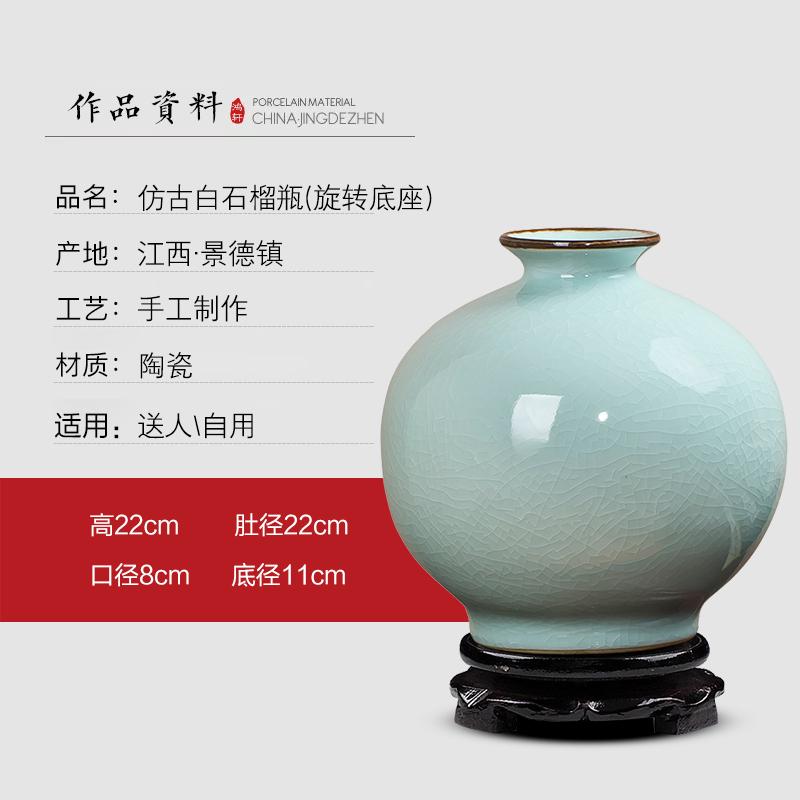 作品資料
鴻轩
PORCELAIN MATERIAL
CHINA·JINGDEZHEN
品名：仿古白石榴瓶(旋转底座)
产地：江西·景德镇
工艺：手工制作
材质：陶瓷
适用：送人\自用
高22cm 肚径22cm
口径8cm 底径11cm